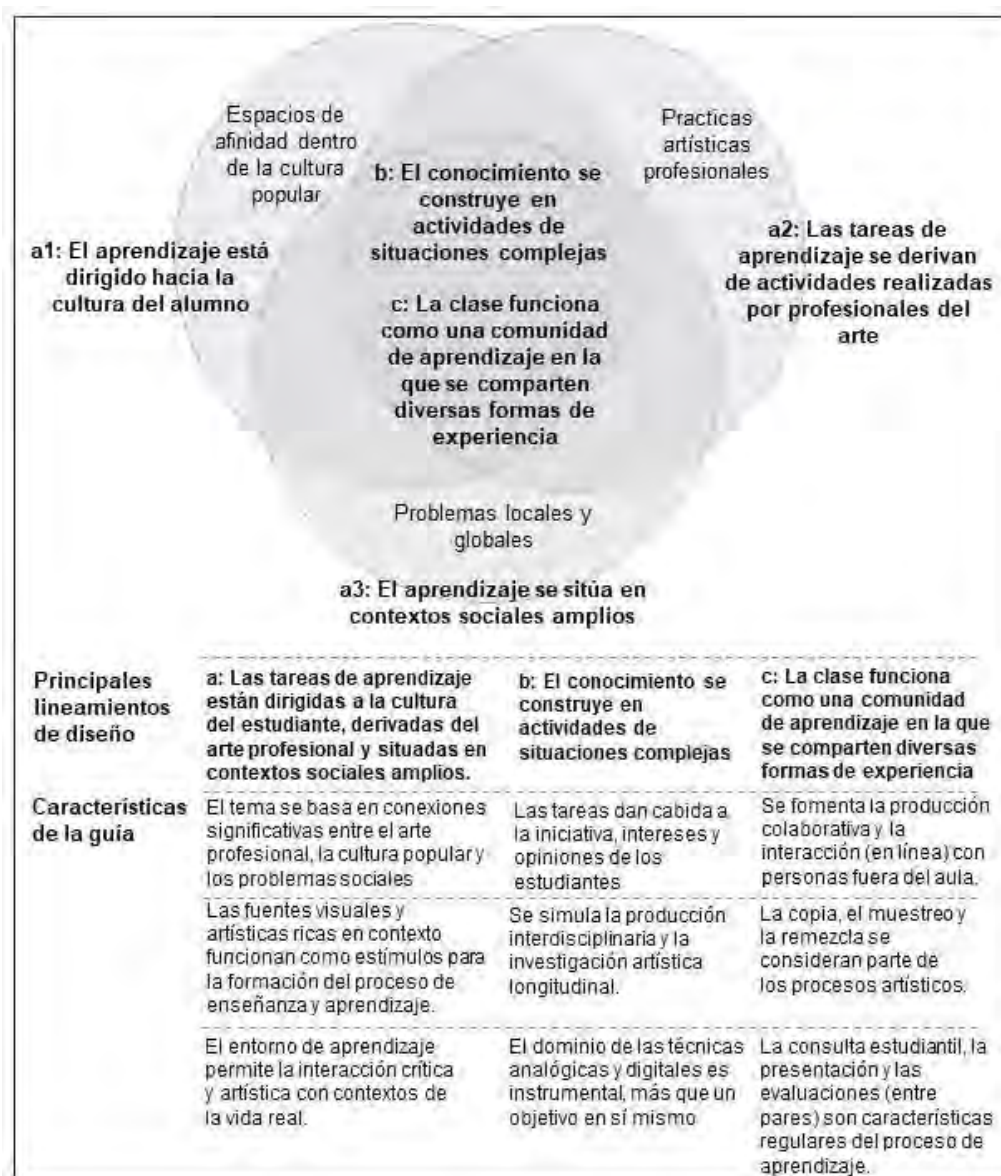 Espacios de
afinidad dentro
de la cultura
popular
Practicas
artísticas
profesionales
b: El conocimiento se
construye en
actividades de
situaciones complejas
a1: El aprendizaje está
dirigido hacia la
cultura del alumno
a2: Las tareas de
aprendizaje se derivan
de actividades realizadas
por profesionales del
arte
c: La clase funciona
como una comunidad
de aprendizaje en la
que se comparten
diversas formas de
experiencia
Problemas locales y
globales
a3: El aprendizaje se sitúa en
contextos sociales amplios
Principales
lineamientos
de diseño
a: Las tareas de aprendizaje
están dirigidas a la cultura
del estudiante, derivadas del
arte profesional y situadas en
contextos sociales amplios.
b: El conocimiento se
construye en
actividades de
situaciones complejas
c: La clase funciona
como una comunidad
de aprendizaje en la que
se comparten diversas
formas de experiencia
Características
de la guía
El tema se basa en conexiones
significativas entre el arte
profesional, la cultura popular y
los problemas sociales
Las tareas dan cabida a
la iniciativa, intereses y
opiniones de los
estudiantes
Se fomenta la producción
colaborativa y la
interacción (en línea) con
personas fuera del aula.
Las fuentes visuales y
artísticas ricas en contexto
funcionan como estímulos para
la formación del proceso de
enseñanza y aprendizaje.
Se simula la producción
interdisciplinaria y la
investigación artística
longitudinal.
La copia, el muestreo y
la remezcla se
consideran parte de
los procesos artísticos.
El entorno de aprendizaje
permite la interacción crítica
y artística con contextos de
la vida real.
El dominio de las técnicas
analógicas y digitales es
instrumental, más que un
objetivo en sí mismo
La consulta estudiantil, la
presentación y las
evaluaciones (entre
pares) son características
regulares del proceso de
aprendizaje.